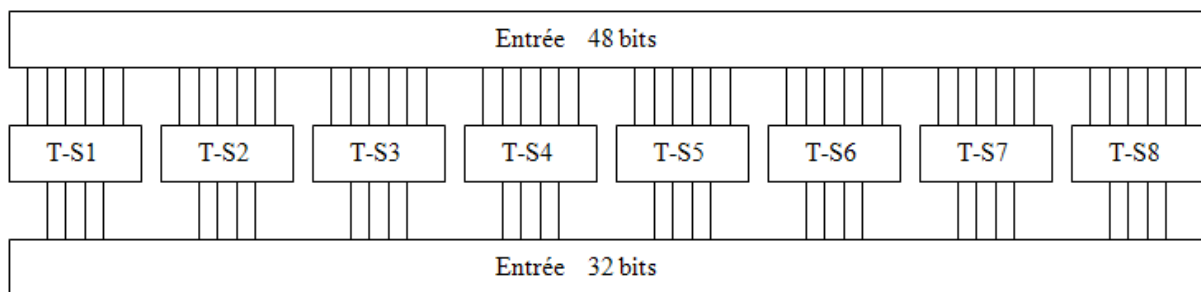 Entrée 48 bits
T-S1 T-S2 T-S3 T-S4 T-S5 T-S6 T-S7 T-S8
Entrée 32 bits